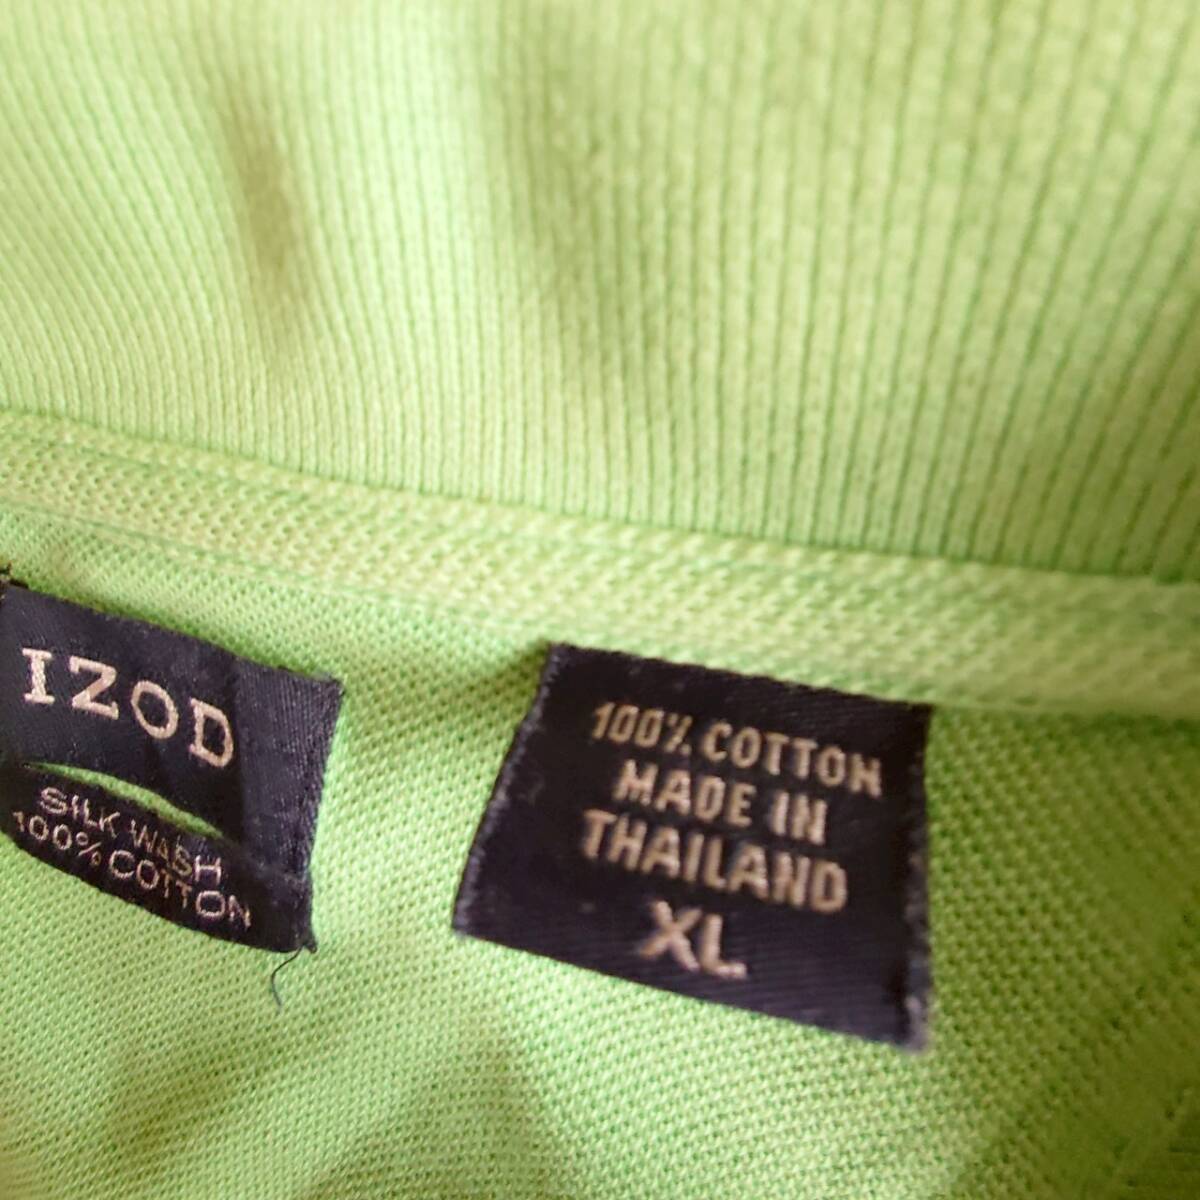 IZOD
SILK WASH
100% COTTON
100% COTTON
MADE IN
THAILAND
XL